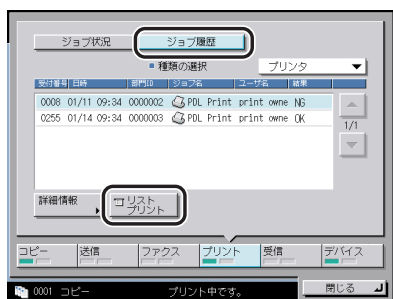 ジョブ状況 ジョブ履歴
■種類の選択 プリンタ ▼
受付番号 日時 部門ID ジョブ名 ユーザ名 結果
0008 01/11 09:34 0000002 PDL Print print owne NG
0255 01/14 09:34 0000003 PDL Print print owne OK
1/1
詳細情報 リスト
プリント
コピー 送信 ファクス プリント 受信 デバイス
0001 コピー プリント中です。 閉じる